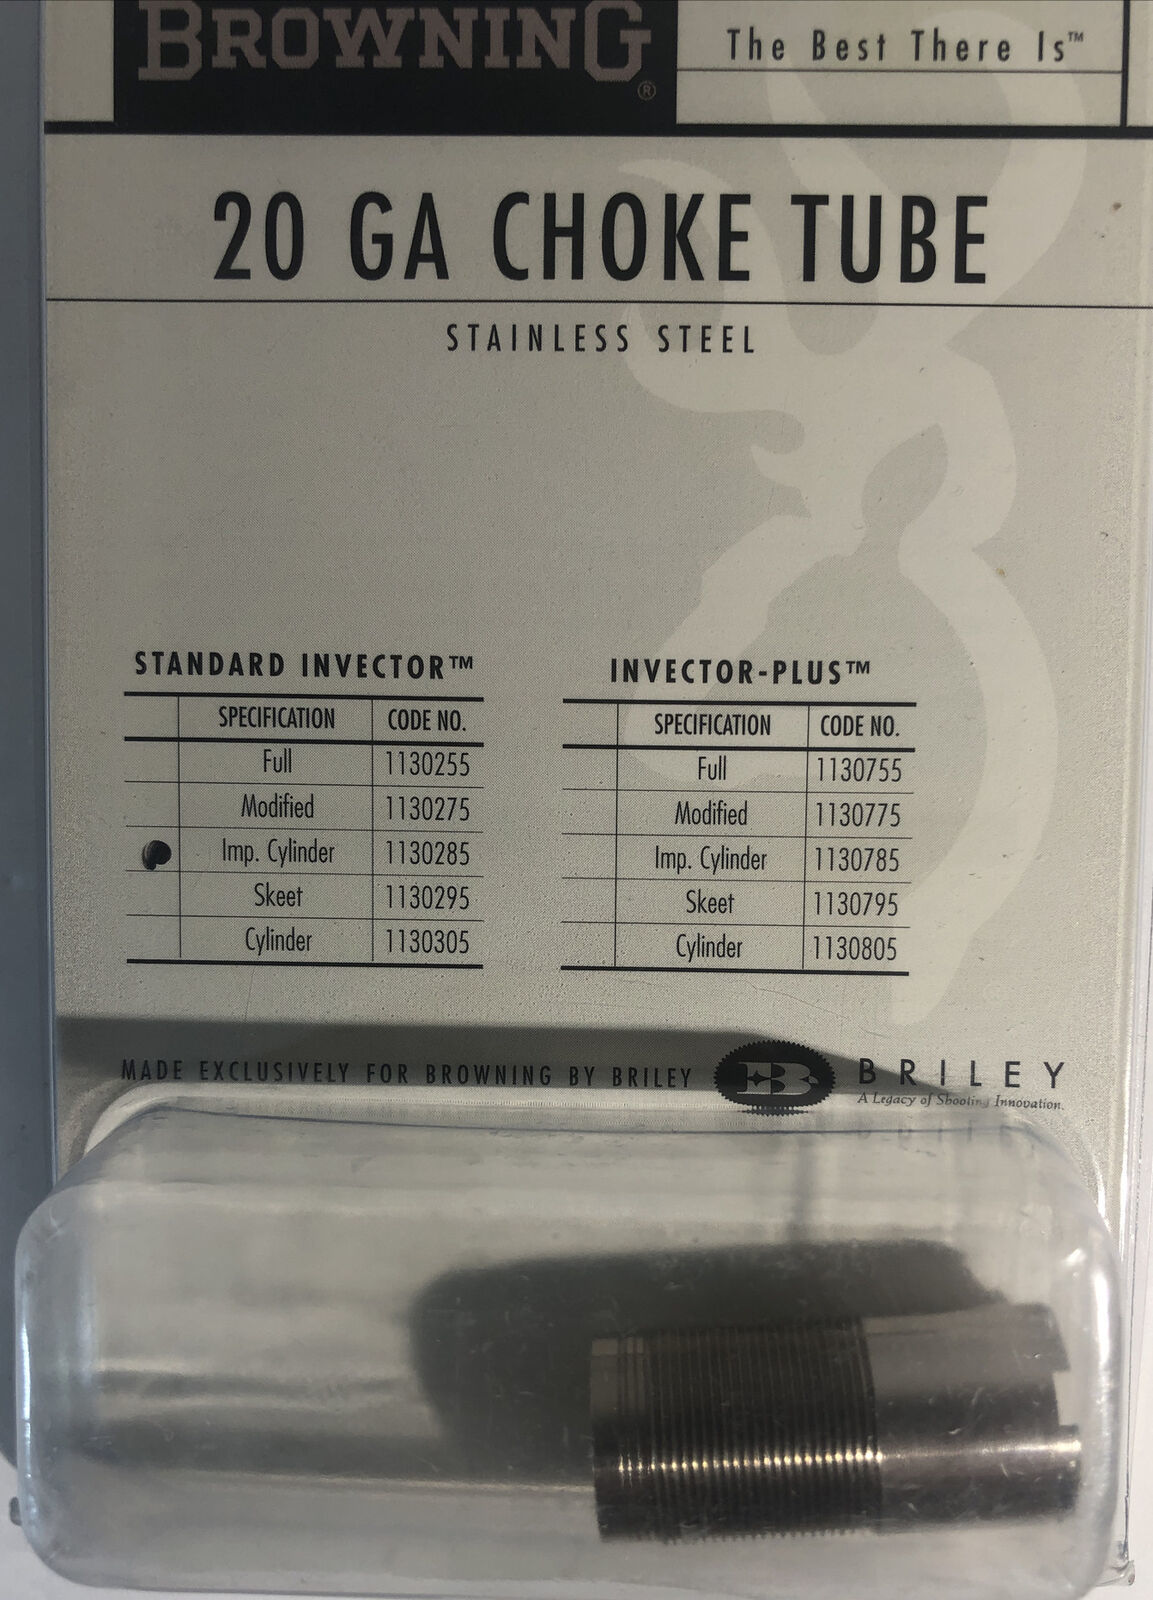 BROWNING®
The Best There Is™
20 GA CHOKE TUBE
STAINLESS STEEL
STANDARD INVECTOR™
SPECIFICATION CODE NO.
Full 1130255
Modified 1130275
Imp. Cylinder 1130285
Skeet 1130295
Cylinder 1130305
INVECTOR-PLUS™
SPECIFICATION CODE NO.
Full 1130755
Modified 1130775
Imp. Cylinder 1130785
Skeet 1130795
Cylinder 1130805
MADE EXCLUSIVELY FOR BROWNING BY BRILEY
B
BRILEY
A Legacy of Shooting Innovation.